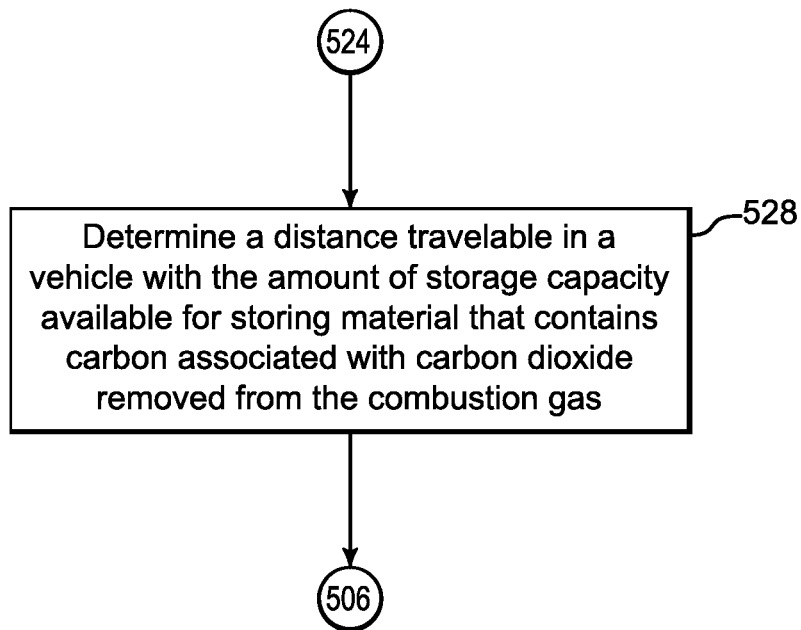 524
528
Determine a distance travelable in a
vehicle with the amount of storage capacity
available for storing material that contains
carbon associated with carbon dioxide
removed from the combustion gas
506